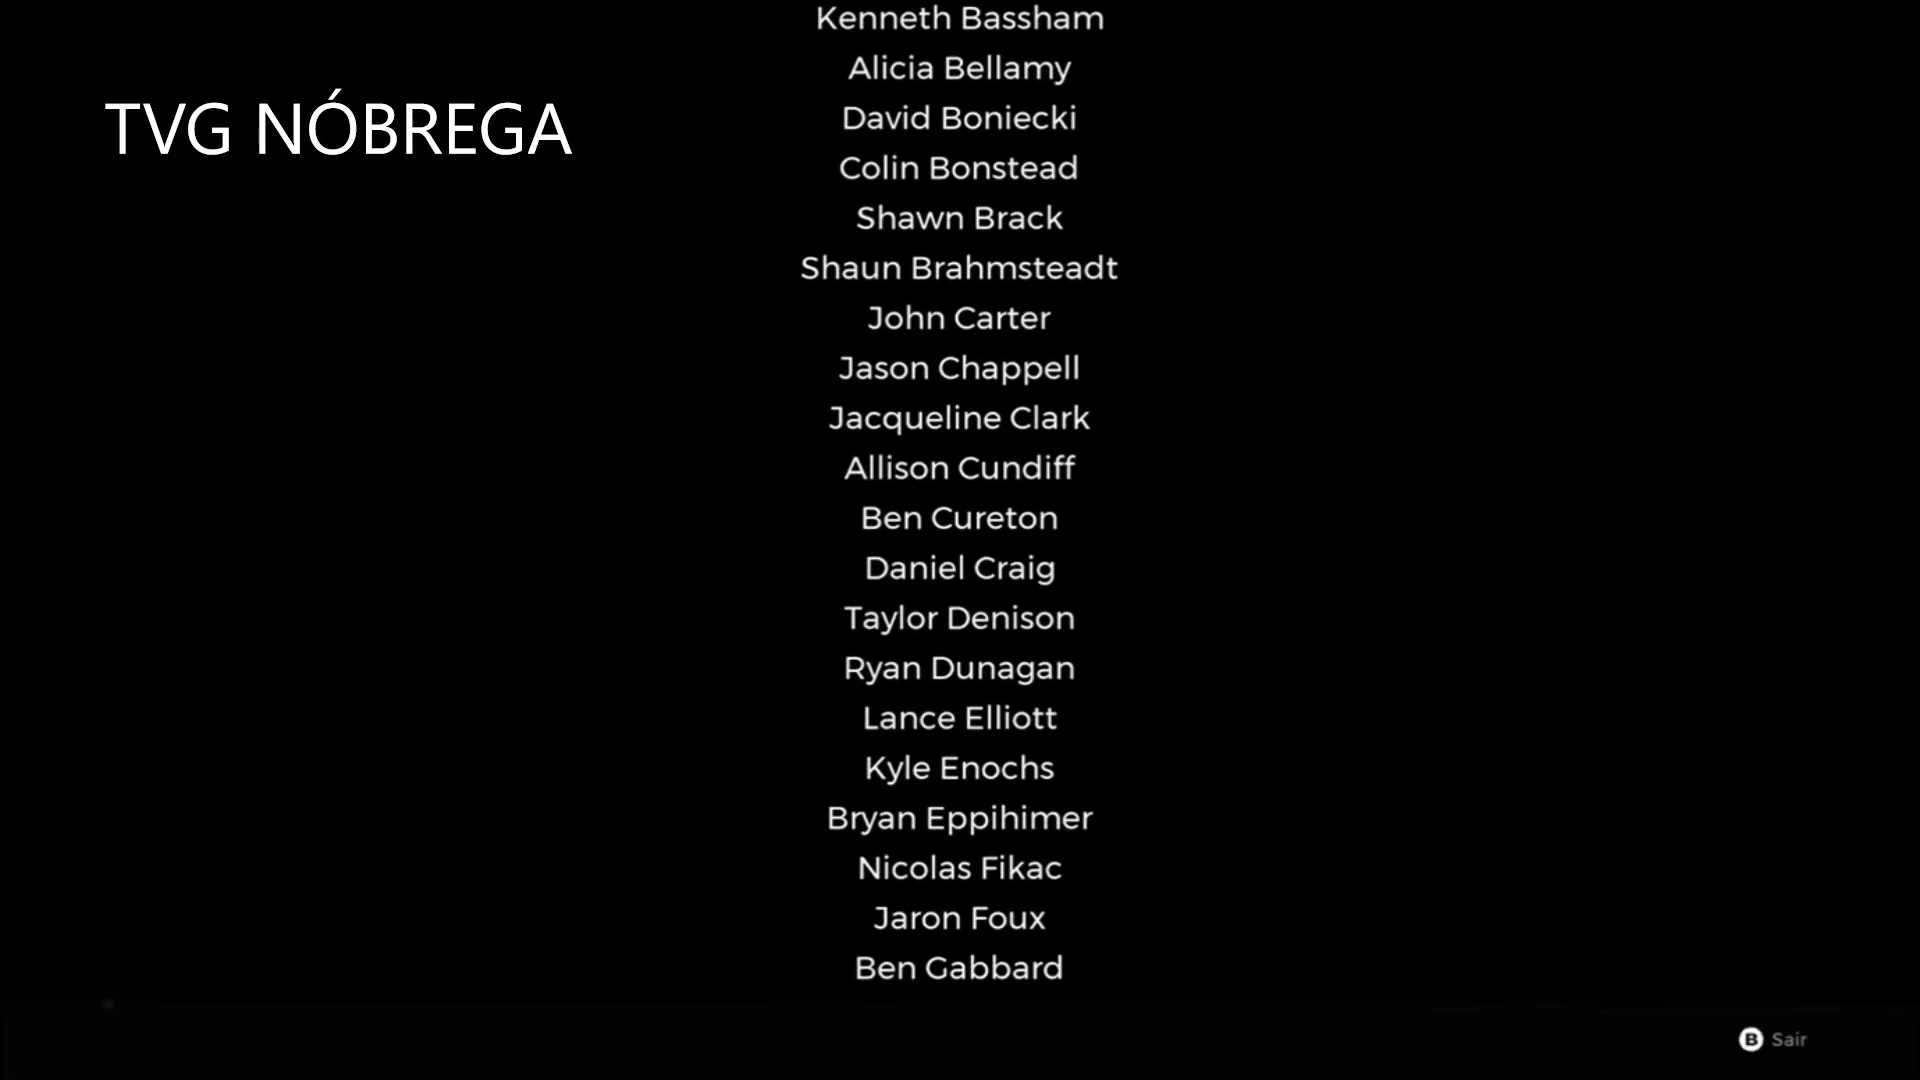 Kenneth Bassham
Alicia Bellamy
TVG NÓBREGA
David Boniecki
Colin Bonstead
Shawn Brack
Shaun Brahmsteadt
John Carter
Jason Chappell
Jacqueline Clark
Allison Cundiff
Ben Cureton
Daniel Craig
Taylor Denison
Ryan Dunagan
Lance Elliott
Kyle Enochs
Bryan Eppihimer
Nicolas Fikac
Jaron Foux
Ben Gabbard
B Sair